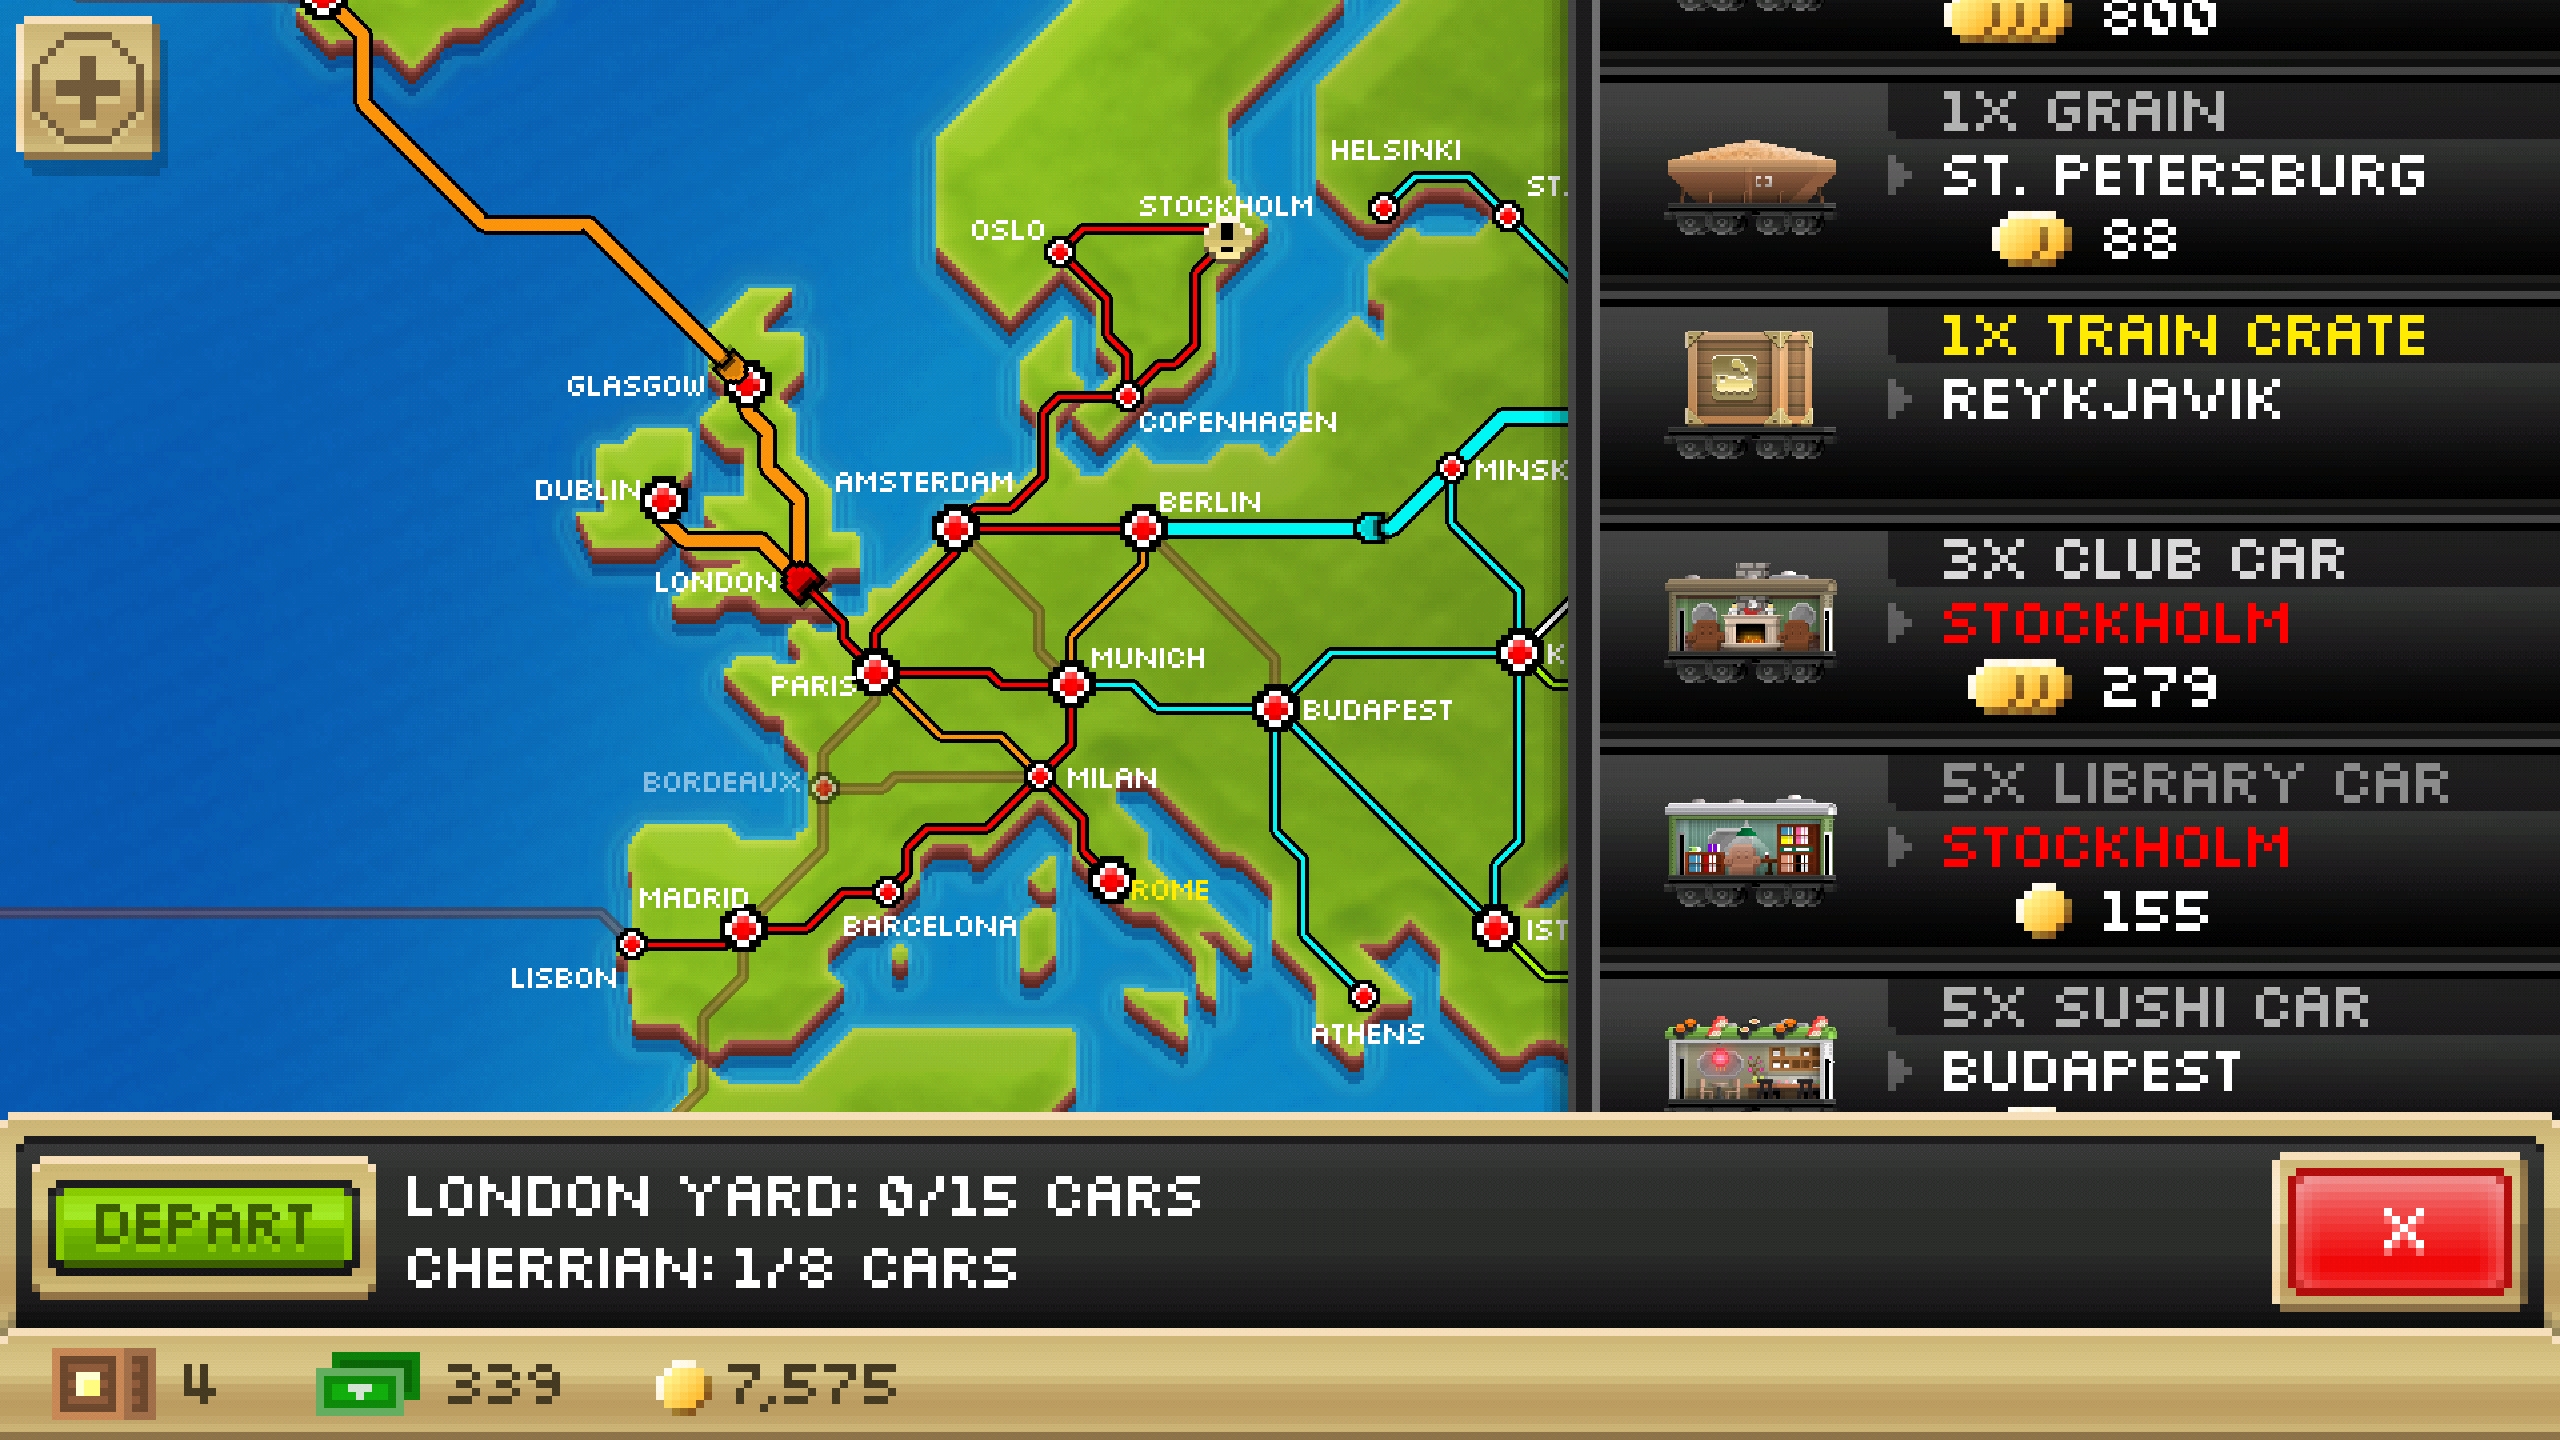 800
1X GRAIN
ST. PETERSBURG
88
1X TRAIN CRATE
REYKJAVIK
3X CLUB CAR
STOCKHOLM
279
5X LIBRARY CAR
STOCKHOLM
155
5X SUSHI CAR
BUDAPEST
HELSINKI
ST.
STOCKHOLM
OSLO
GLASGOW
COPENHAGEN
MINSK
AMSTERDAM
DUBLIN
BERLIN
LONDON
MUNICH
K
PARIS
BUDAPEST
MILAN
BORDEAUX
ROME
MADRID
BARCELONA
IST
LISBON
ATHENS
DEPART
LONDON YARD: 0/15 CARS
CHERRIAN: 1/8 CARS
X
4
339
7,575